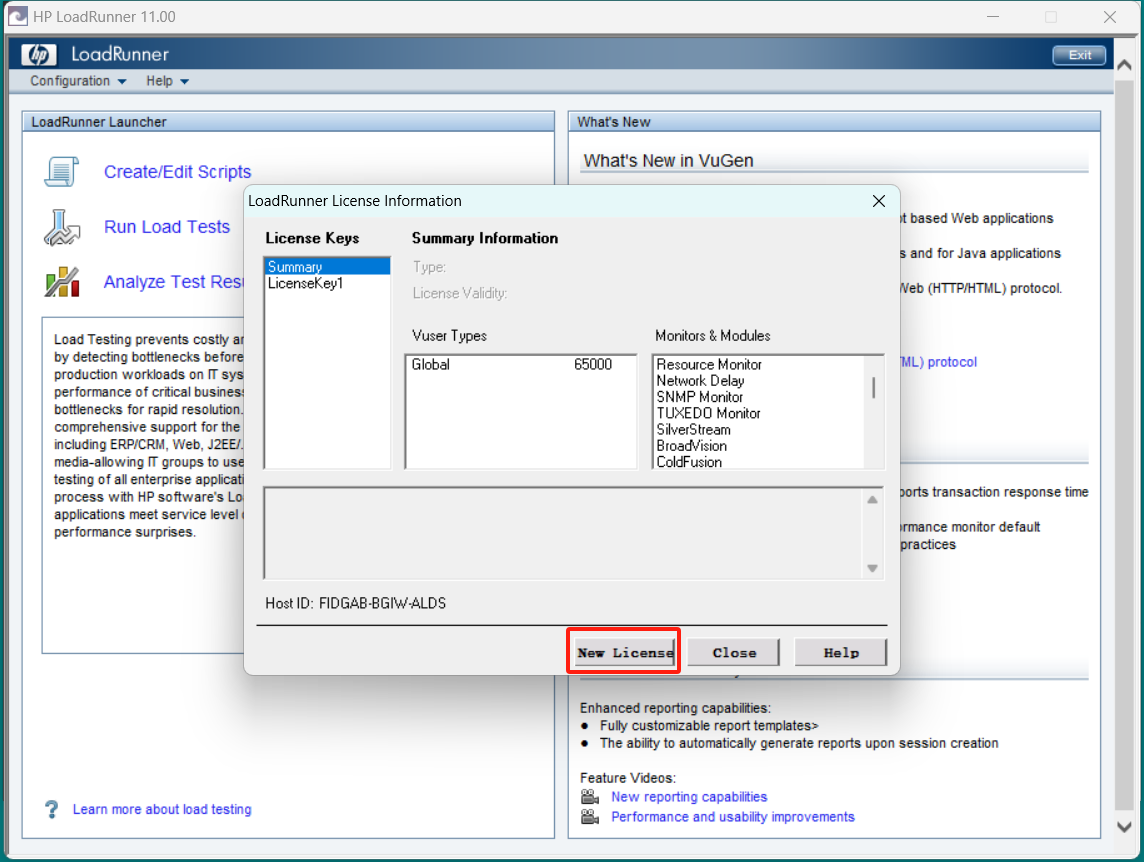 HP LoadRunner 11.00
hp LoadRunner
Exit
Configuration
Help
LoadRunner Launcher
Create/Edit Scripts
Run Load Tests
Analyze Test Resu
Load Testing prevents costly
by detecting bottlenecks before
production workloads on IT sys
performance of critical business
bottlenecks for rapid resolution.
comprehensive support for the
including ERP/CRM, Web, J2EE/.
media-allowing IT groups to use
testing of all enterprise applicati
process with HP software's Lo
applications meet service level
performance surprises.
? Learn more about load testing
What's New
What's New in VuGen
t based Web applications
s and for Java applications
Web (HTTP/HTML) protocol.
ML) protocol
ports transaction response time
rmance monitor default
practices
Enhanced reporting capabilities:
● Fully customizable report templates>
● The ability to automatically generate reports upon session creation
Feature Videos:
New reporting capabilities
Performance and usability improvements
LoadRunner License Information
License Keys
Summary
LicenseKey1
Summary Information
Type:
License Validity:
Vuser Types
Global 65000
Monitors & Modules
Resource Monitor
Network Delay
SNMP Monitor
TUXEDO Monitor
SilverStream
BroadVision
ColdFusion
Host ID: FIDGAB-BGIW-ALDS
New License
Close
Help